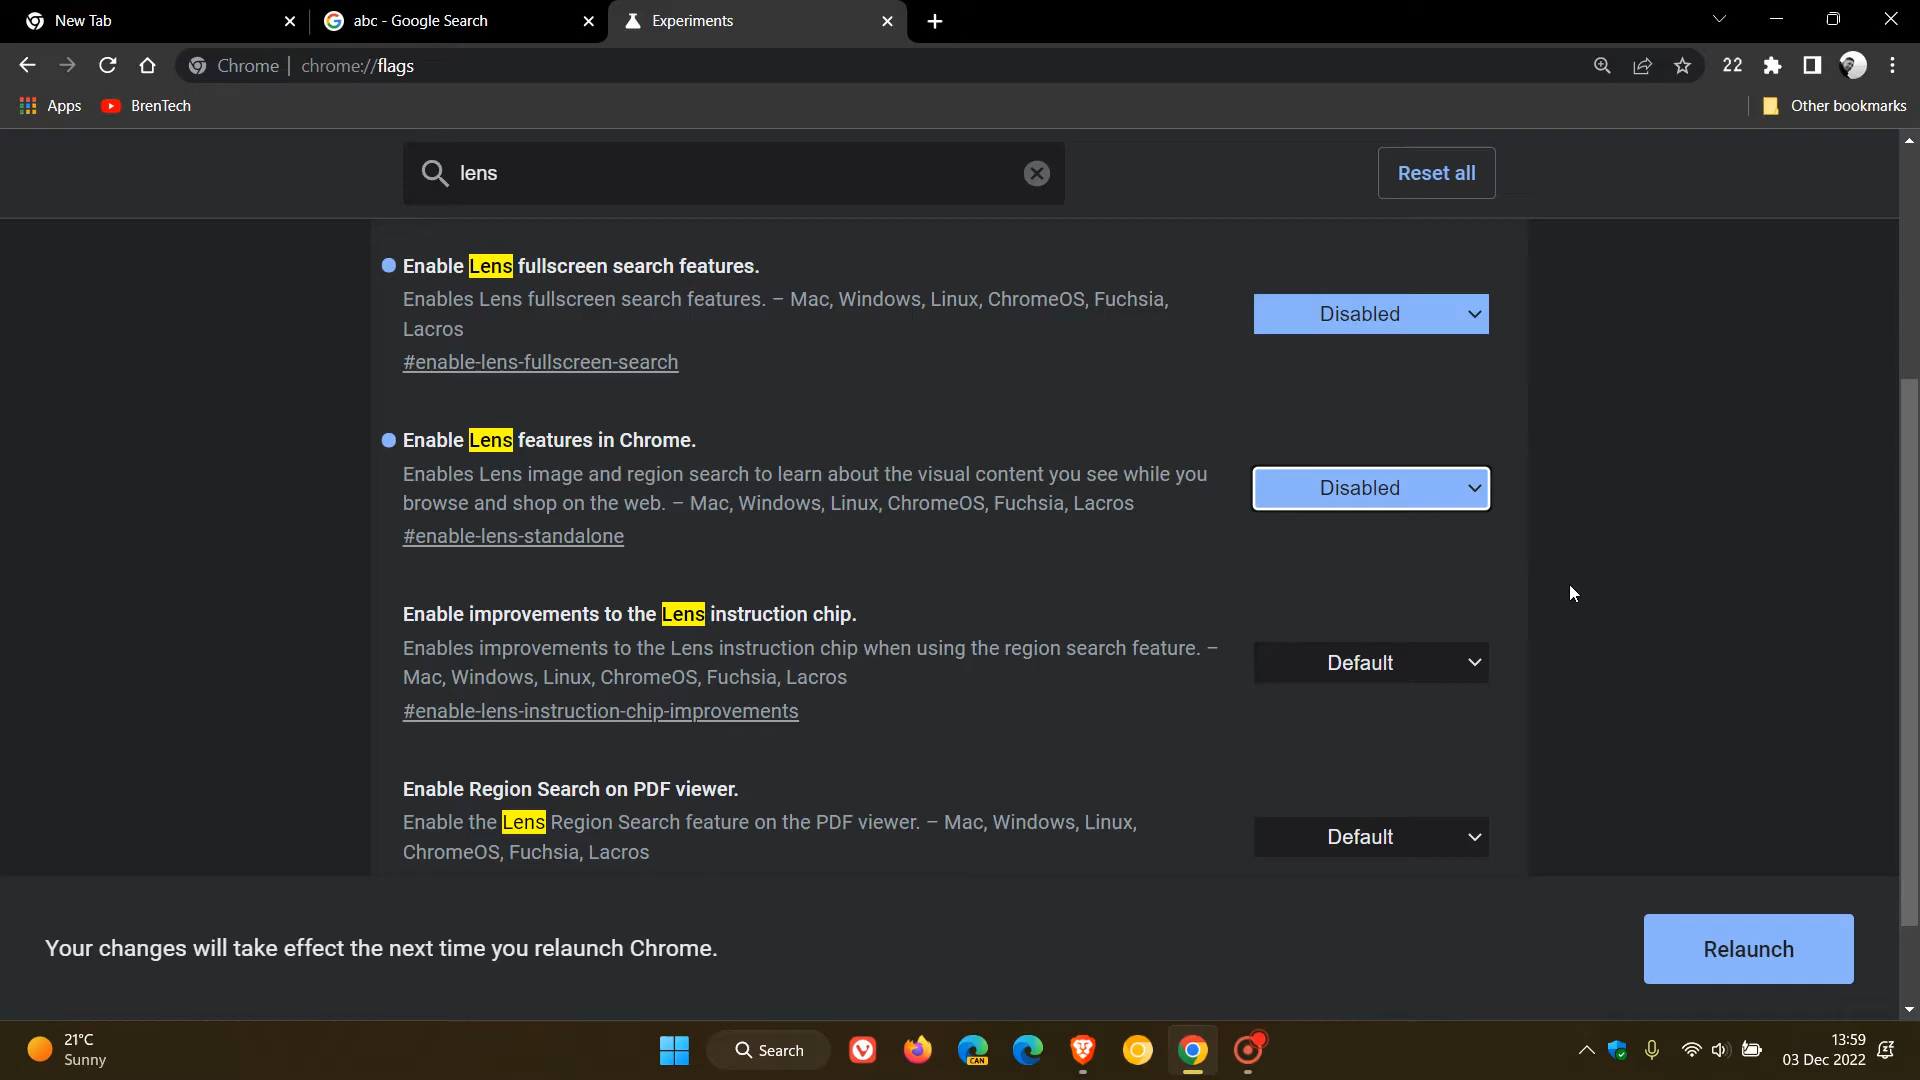 New Tab
abc - Google Search
Experiments
Chrome | chrome://flags
22
Apps
BrenTech
Other bookmarks
lens
Reset all
Enable Lens fullscreen search features.
Enables Lens fullscreen search features. – Mac, Windows, Linux, ChromeOS, Fuchsia,
Lacros
#enable-lens-fullscreen-search
Disabled
Enable Lens features in Chrome.
Enables Lens image and region search to learn about the visual content you see while you
browse and shop on the web. – Mac, Windows, Linux, ChromeOS, Fuchsia, Lacros
#enable-lens-standalone
Disabled
Enable improvements to the Lens instruction chip.
Enables improvements to the Lens instruction chip when using the region search feature. –
Mac, Windows, Linux, ChromeOS, Fuchsia, Lacros
#enable-lens-instruction-chip-improvements
Default
Enable Region Search on PDF viewer.
Enable the Lens Region Search feature on the PDF viewer. – Mac, Windows, Linux,
ChromeOS, Fuchsia, Lacros
Default
Your changes will take effect the next time you relaunch Chrome.
Relaunch
21°C
Sunny
Search
CAN
13:59
03 Dec 2022